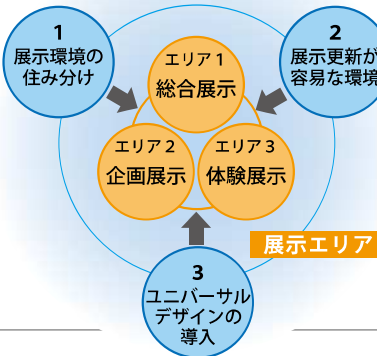 1
展示環境の
住み分け
2
展示更新が
容易な環境
エリア1
総合展示
エリア2
企画展示
エリア3
体験展示
展示エリア
3
ユニバーサル
デザインの
導入